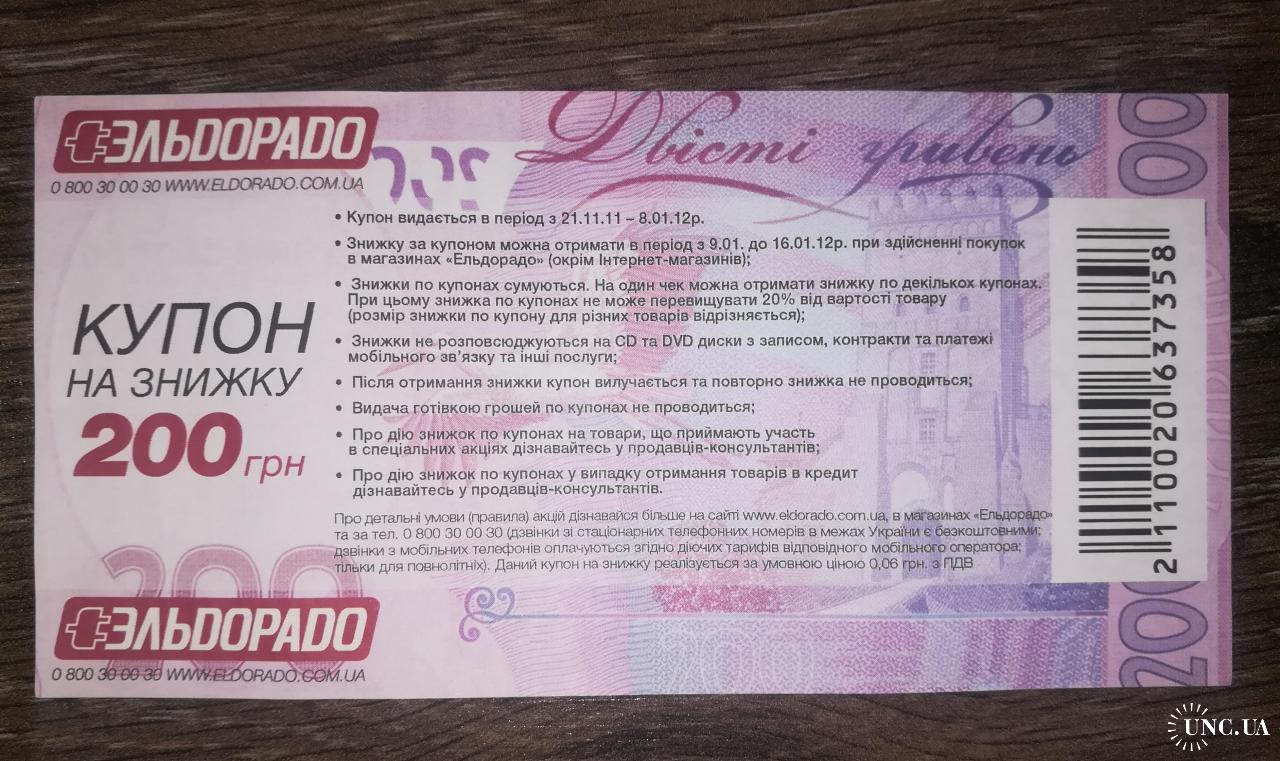 ЭЛЬDОРАDО
0 800 30 00 30 WWW.ELDORADO.COM.UA
Двісті гривень
200
КУПОН
НА ЗНИЖКУ
200 грн
• Купон видається в період з 21.11.11 – 8.01.12р.
• Знижку за купоном можна отримати в період з 9.01. до 16.01.12р. при здійсненні покупок
в магазинах «Ельдорадо» (окрім Інтернет-магазинів);
• Знижки по купонах сумуються. На один чек можна отримати знижку по декількох купонах.
При цьому знижка по купонах не може перевищувати 20% від вартості товару
(розмір знижки по купону для різних товарів відрізняється);
• Знижки не розповсюджуються на CD та DVD диски з записом, контракти та платежі
мобільного зв’язку та інші послуги;
• Після отримання знижки купон вилучається та повторно знижка не проводиться;
• Видача готівкою грошей по купонах не проводиться;
• Про дію знижок по купонах на товари, що приймають участь
в спеціальних акціях дізнавайтесь у продавців-консультантів;
• Про дію знижок по купонах у випадку отримання товарів в кредит
дізнавайтесь у продавців-консультантів.
Про детальні умови (правила) акцій дізнавайся більше на сайті www.eldorado.com.ua, в магазинах «Ельдорадо»
та за тел. 0 800 30 00 30 (дзвінки зі стаціонарних телефонних номерів в межах України є безкоштовними;
дзвінки з мобільних телефонів оплачуються згідно діючих тарифів відповідного мобільного оператора;
тільки для повнолітніх). Даний купон на знижку реалізується за умовною ціною 0,06 грн. з ПДВ
2110020637358
200
ЭЛЬDОРАDО
0 800 30 00 30 WWW.ELDORADO.COM.UA
UNC.UA